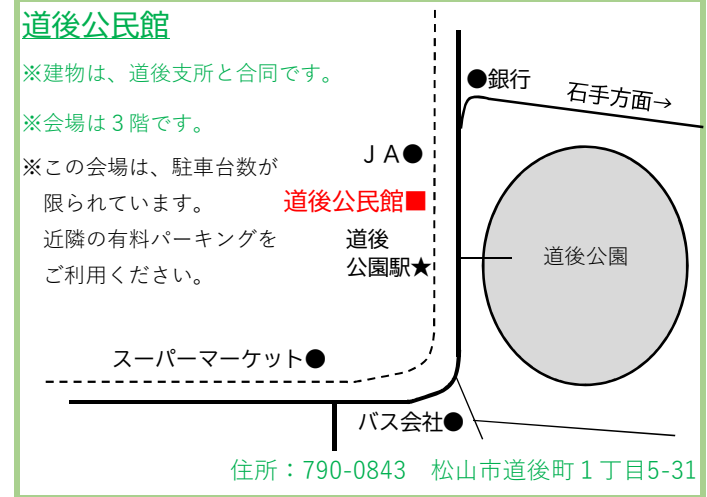 道後公民館
※建物は、道後支所と合同です。
※会場は３階です。
※この会場は、駐車台数が
限られています。
近隣の有料パーキングを
ご利用ください。
●銀行
石手方面→
ＪＡ●
道後公民館■
道後
公園駅★
道後公園
スーパーマーケット●
バス会社●
住所：790-0843　松山市道後町１丁目5-31